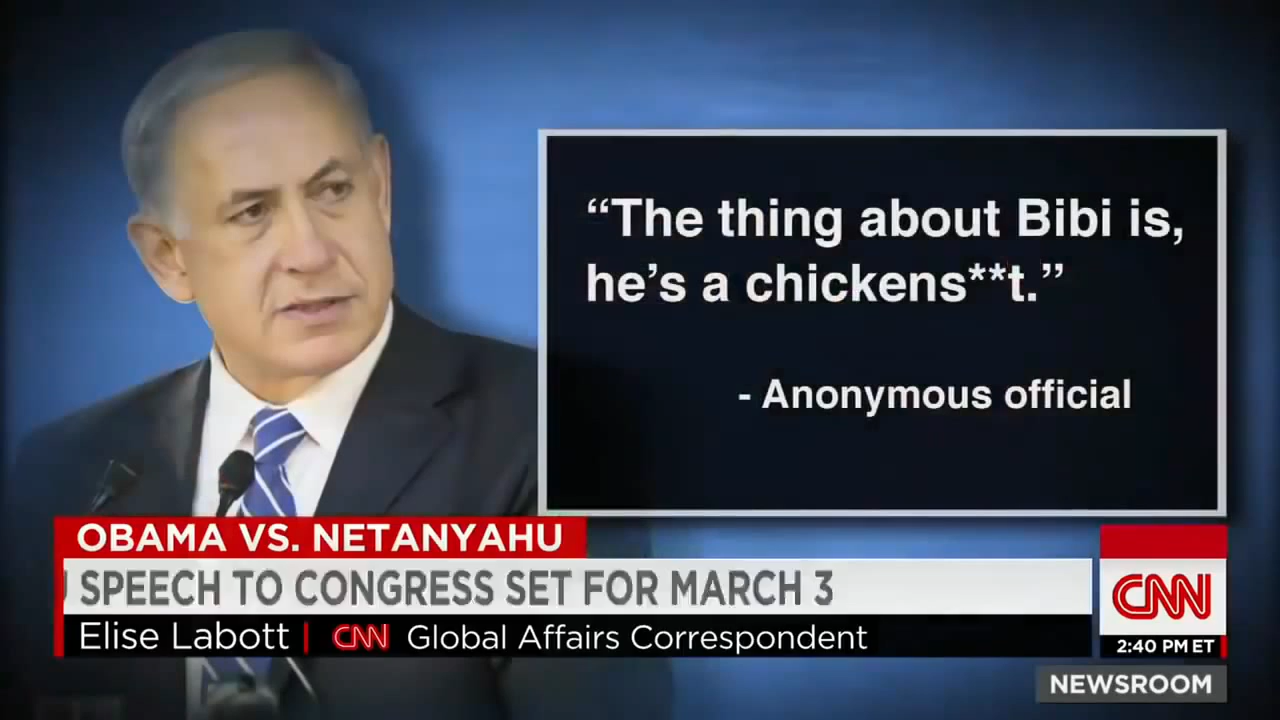 “The thing about Bibi is,
he’s a chickens**t.”
- Anonymous official
OBAMA VS. NETANYAHU
SPEECH TO CONGRESS SET FOR MARCH 3
Elise Labott | CNN Global Affairs Correspondent
CNN
2:40 PM ET
NEWSROOM